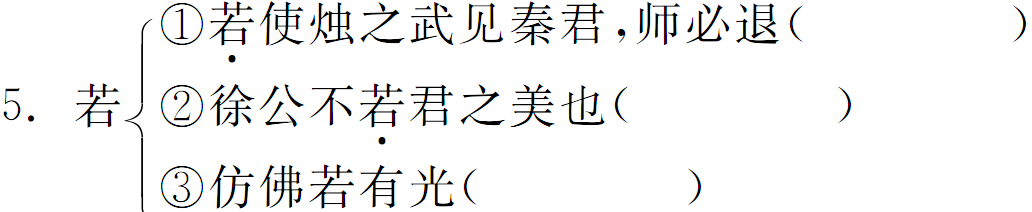 ①若使烛之武见秦君,师必退( )
5. 若 ②徐公不若君之美也( )
③仿佛若有光( )